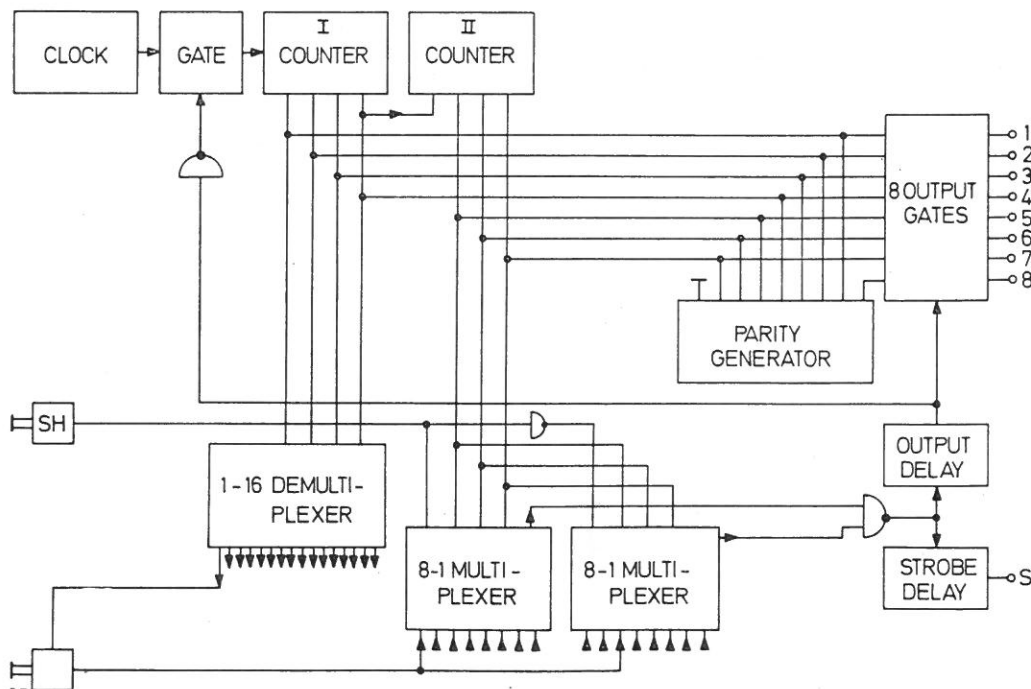 CLOCK
GATE
I
COUNTER
II
COUNTER
8 OUTPUT
GATES
1
2
3
4
5
6
7
8
PARITY
GENERATOR
SH
1-16 DEMULTI-
PLEXER
8-1 MULTI-
PLEXER
8-1 MULTI-
PLEXER
OUTPUT
DELAY
STROBE
DELAY
S